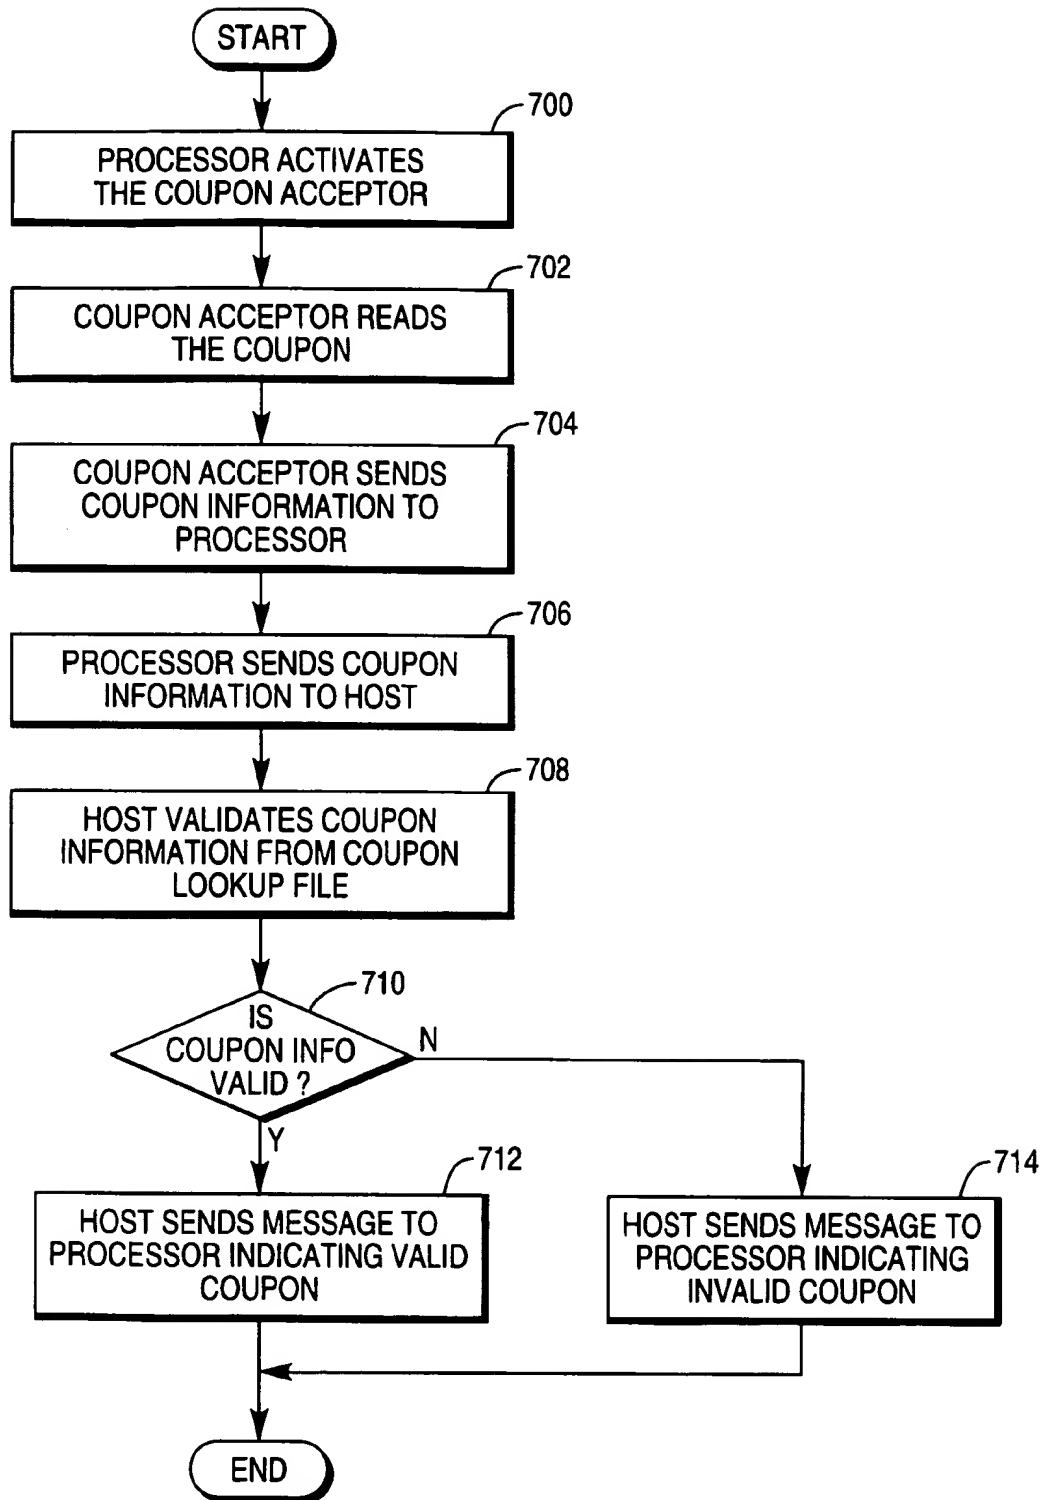 START
700
PROCESSOR ACTIVATES
THE COUPON ACCEPTOR
702
COUPON ACCEPTOR READS
THE COUPON
704
COUPON ACCEPTOR SENDS
COUPON INFORMATION TO
PROCESSOR
706
PROCESSOR SENDS COUPON
INFORMATION TO HOST
708
HOST VALIDATES COUPON
INFORMATION FROM COUPON
LOOKUP FILE
710
IS
COUPON INFO
VALID ?
N
Y
712
HOST SENDS MESSAGE TO
PROCESSOR INDICATING VALID
COUPON
714
HOST SENDS MESSAGE TO
PROCESSOR INDICATING
INVALID COUPON
END